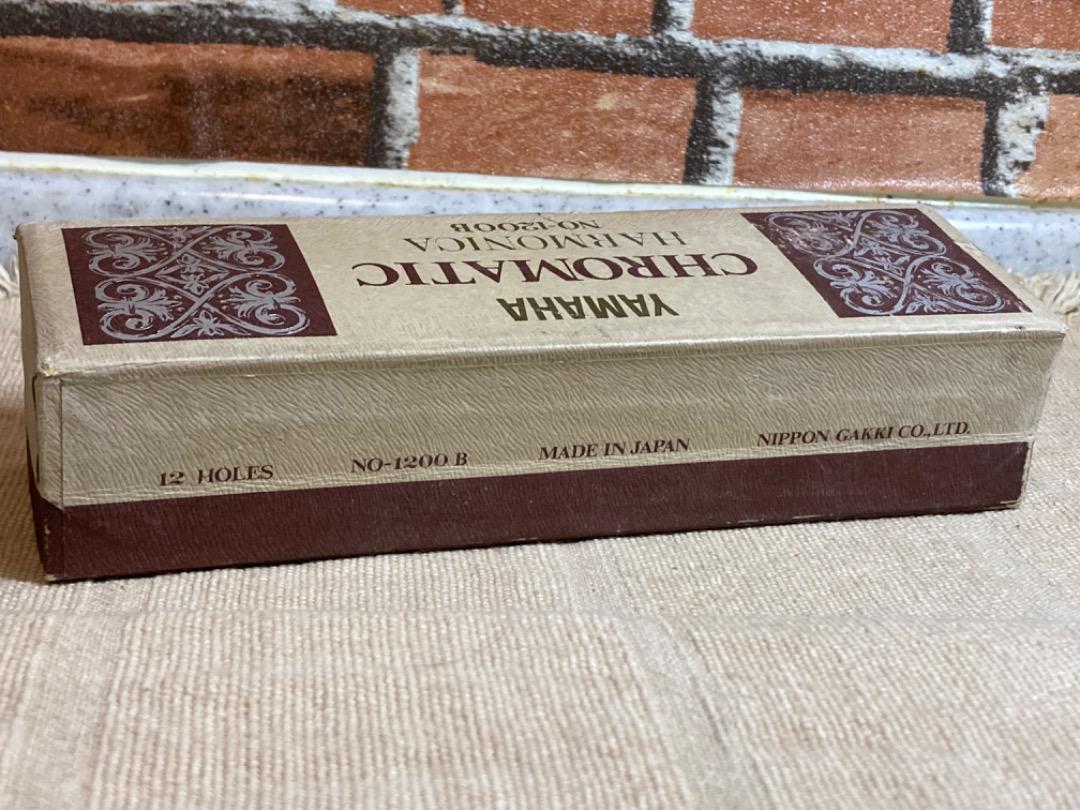 YAMAHA
CHROMATIC
HARMONICA
NO-1200B
12 HOLES NO-1200 B MADE IN JAPAN NIPPON GAKKI CO.,LTD.